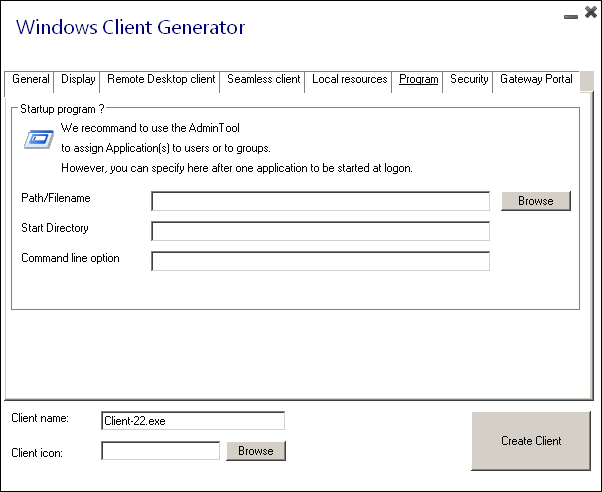 Windows Client Generator
General Display Remote Desktop client Seamless client Local resources Program Security Gateway Portal
Startup program ?
We recommand to use the AdminTool
to assign Application(s) to users or to groups.
However, you can specify here after one application to be started at logon.
Path/Filename Browse
Start Directory
Command line option
Client name: Client-22.exe
Create Client
Client icon: Browse